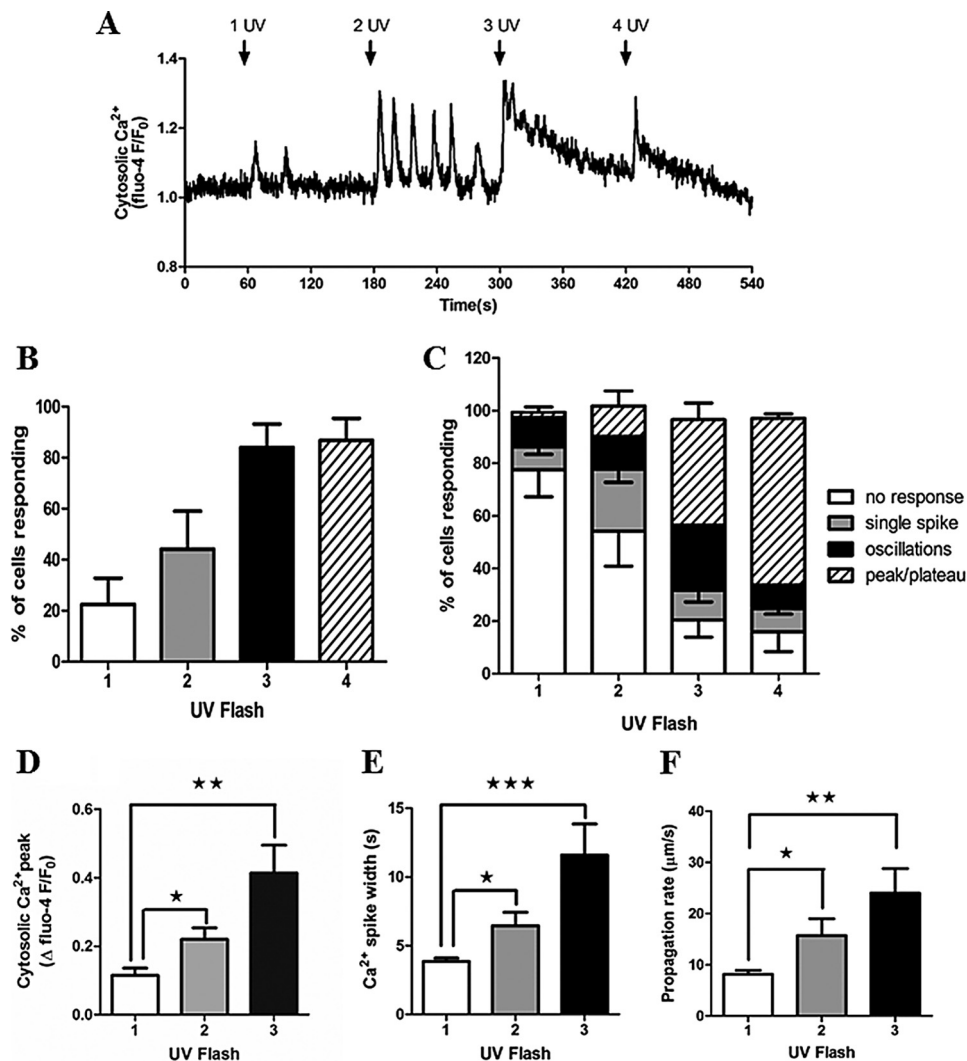 A
1 UV 2 UV 3 UV 4 UV
Cytosolic Ca2+
(fluo-4 F/F0)
1.4
1.2
1.0
0.8
0 60 120 180 240 300 360 420 480 540
Time(s)
B
% of cells responding
100
80
60
40
20
0
1 2 3 4
UV Flash
C
% of cells responding
120
100
80
60
40
20
0
1 2 3 4
UV Flash
no response
single spike
oscillations
peak/plateau
D
Cytosolic Ca2+peak
(Δ fluo-4 F/F0)
0.6
0.4
0.2
0.0
★★
★
1 2 3
UV Flash
E
Ca2+ spike width (s)
15
10
5
0
★★★
★
1 2 3
UV Flash
F
Propagation rate (µm/s)
40
30
20
10
0
★★
★
1 2 3
UV Flash